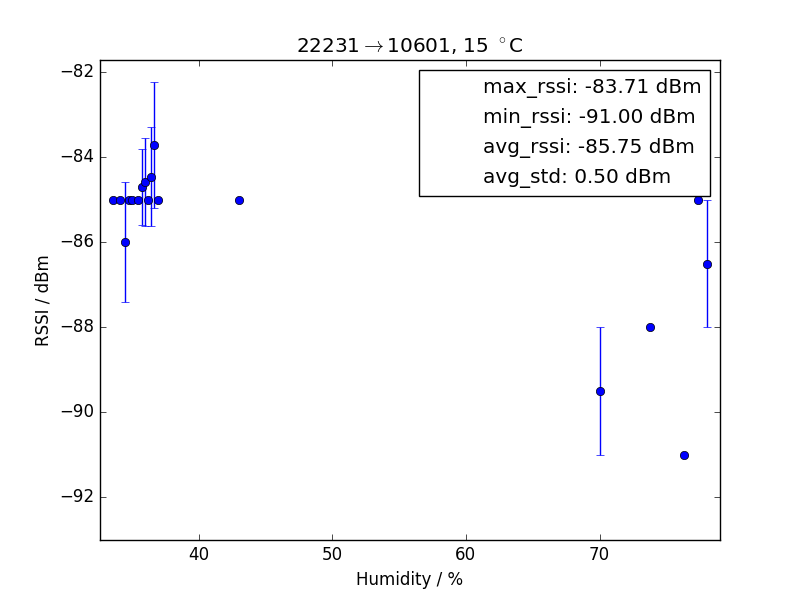 22231→10601, 15 °C
−82
−84
−86
−88
−90
−92
RSSI / dBm
max_rssi: -83.71 dBm
min_rssi: -91.00 dBm
avg_rssi: -85.75 dBm
avg_std: 0.50 dBm
40 50 60 70
Humidity / %